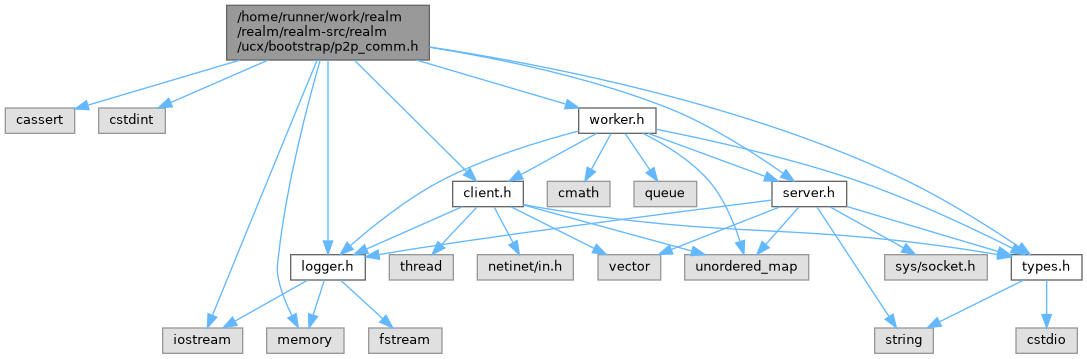 /home/runner/work/realm
/realm/realm-src/realm
/ucx/bootstrap/p2p_comm.h
cassert
cstdint
worker.h
client.h
cmath
queue
server.h
logger.h
thread
netinet/in.h
vector
unordered_map
sys/socket.h
types.h
iostream
memory
fstream
string
cstdio